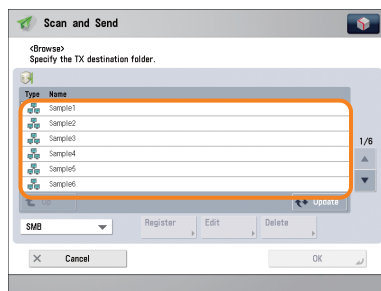 Scan and Send
<Browse>
Specify the TX destination folder.
Type Name
Sample1
Sample2
Sample3
Sample4
Sample5
Sample6
1/6
Up
Update
SMB
Register
Edit
Delete
Cancel
OK